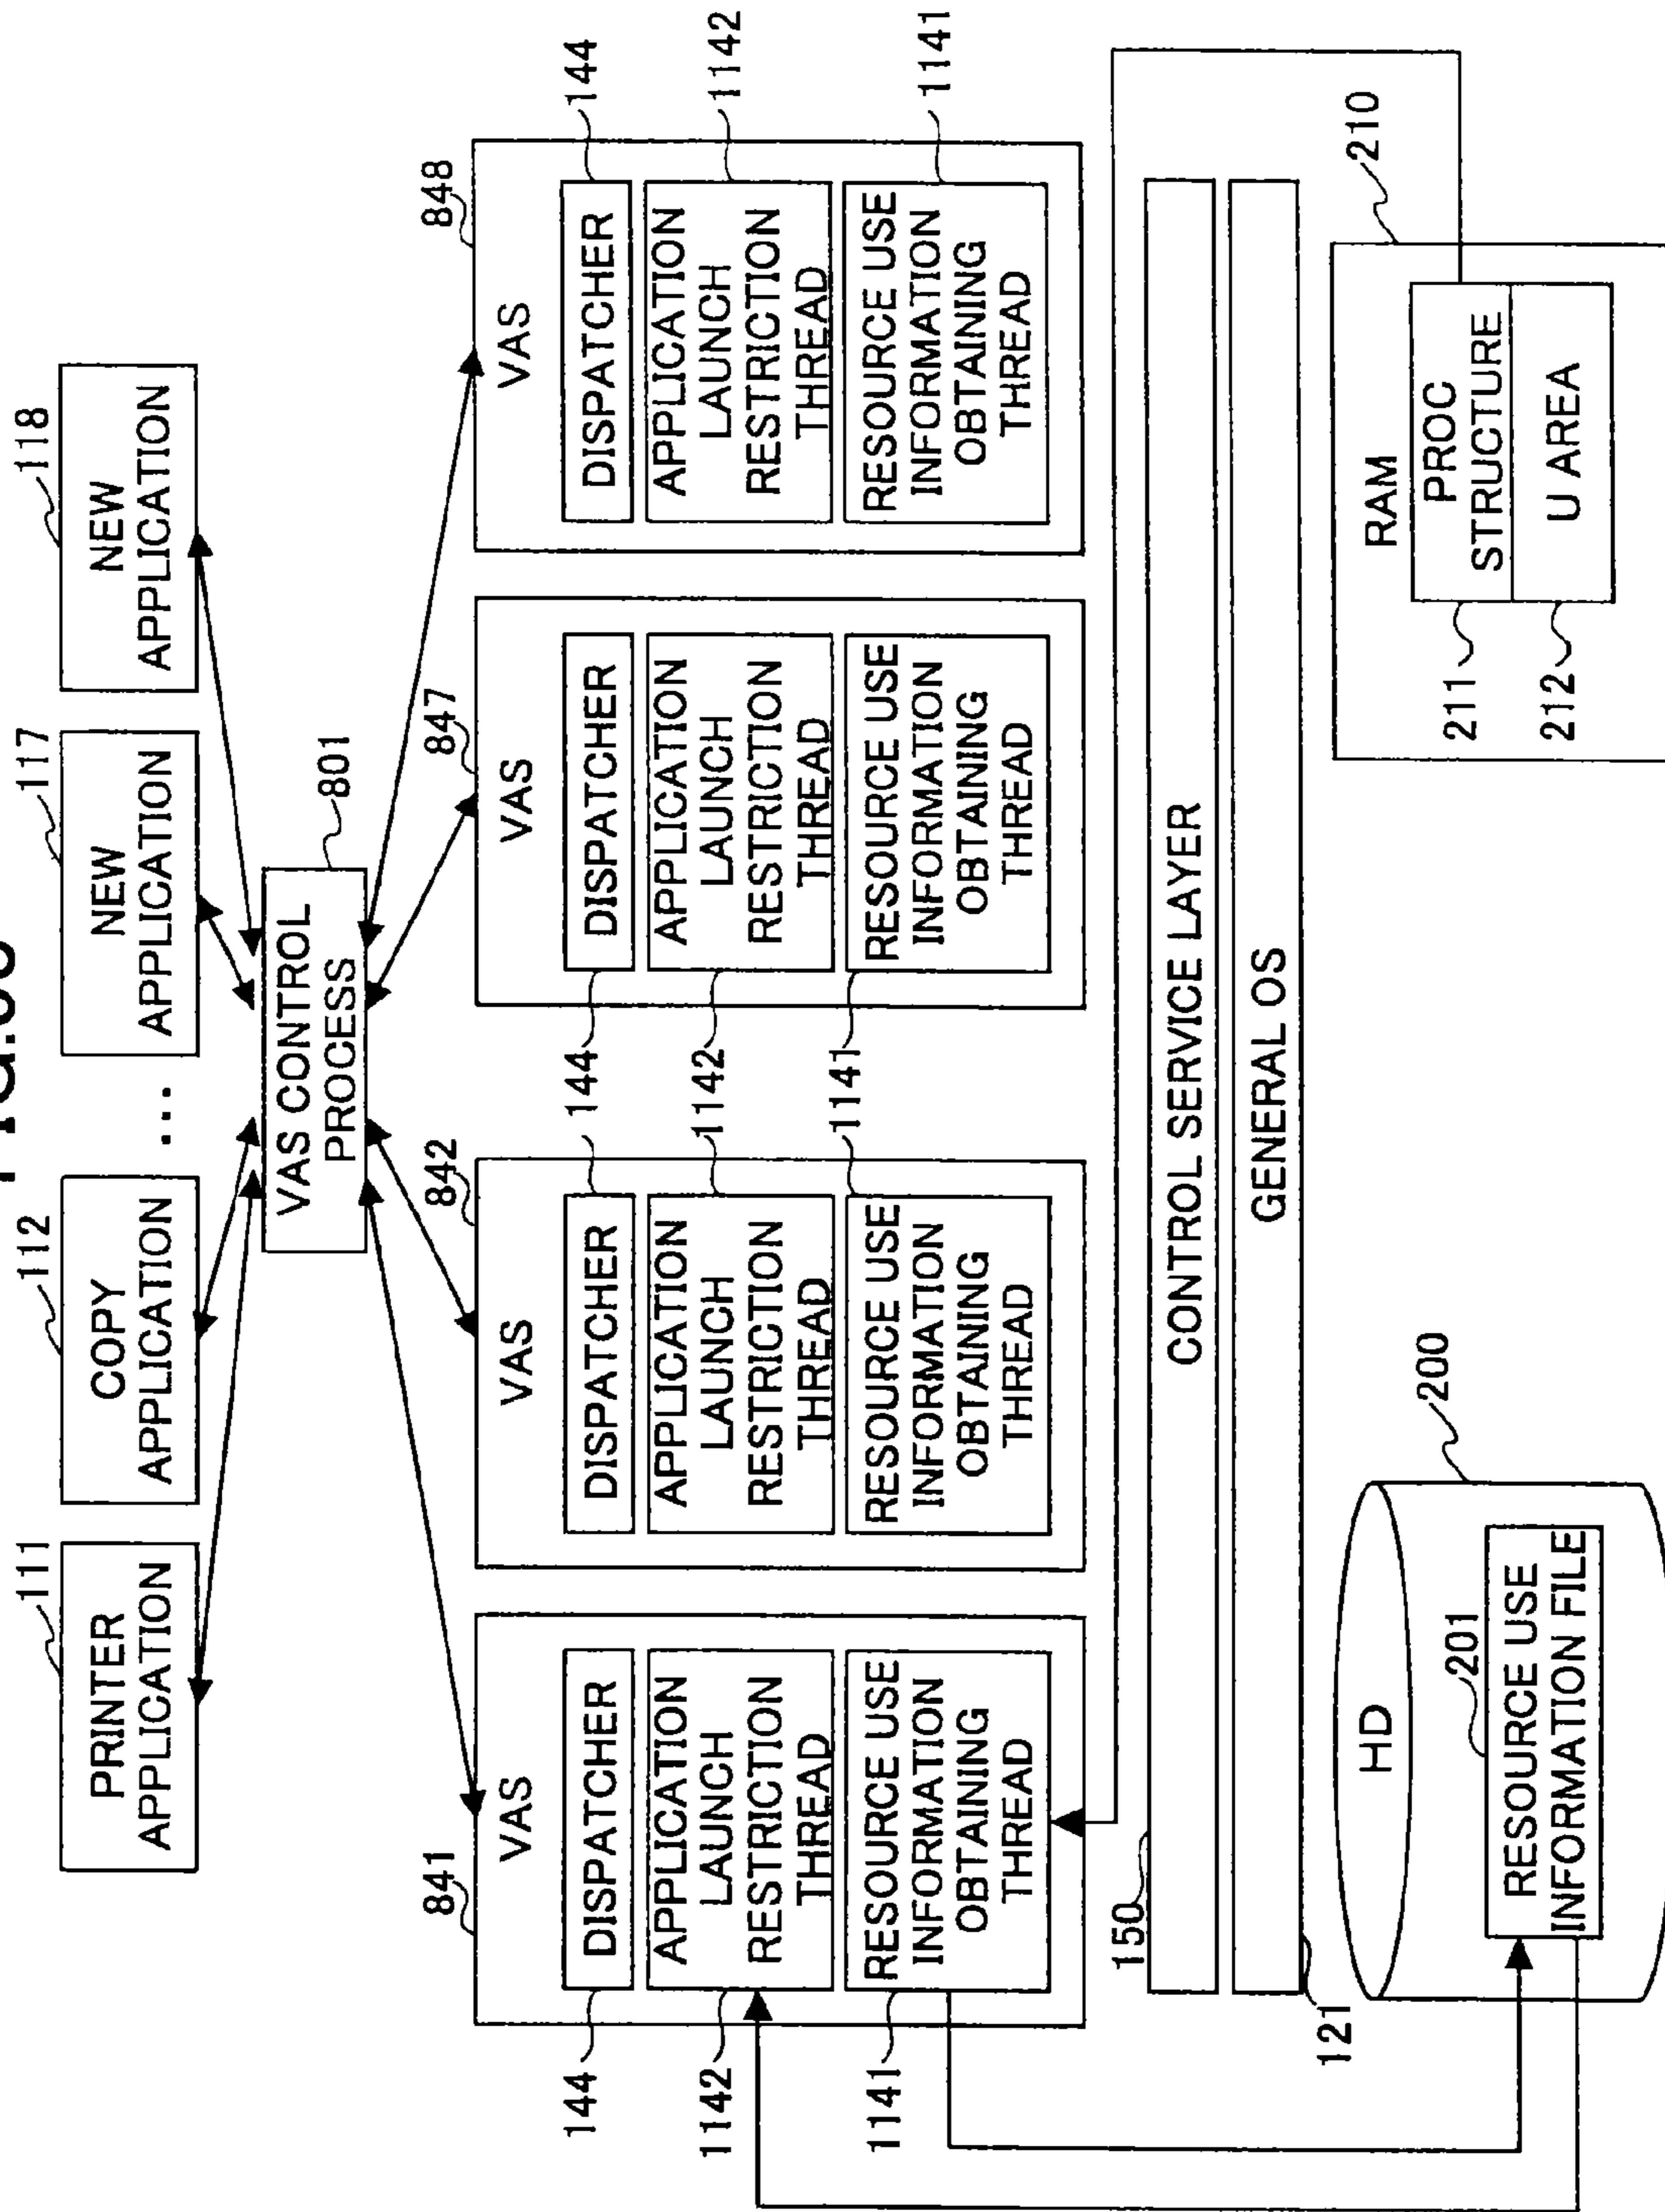 111
PRINTER
APPLICATION
112
COPY
APPLICATION
...
117
NEW
APPLICATION
118
NEW
APPLICATION
VAS CONTROL
PROCESS
801
841
VAS
144
DISPATCHER
1142
APPLICATION
LAUNCH
RESTRICTION
THREAD
1141
RESOURCE USE
INFORMATION
OBTAINING
THREAD
842
VAS
144
DISPATCHER
1142
APPLICATION
LAUNCH
RESTRICTION
THREAD
1141
RESOURCE USE
INFORMATION
OBTAINING
THREAD
847
VAS
144
DISPATCHER
1142
APPLICATION
LAUNCH
RESTRICTION
THREAD
1141
RESOURCE USE
INFORMATION
OBTAINING
THREAD
848
VAS
144
DISPATCHER
1142
APPLICATION
LAUNCH
RESTRICTION
THREAD
1141
RESOURCE USE
INFORMATION
OBTAINING
THREAD
150
CONTROL SERVICE LAYER
121
GENERAL OS
200
HD
201
RESOURCE USE
INFORMATION FILE
210
RAM
211
PROC
STRUCTURE
212
U AREA